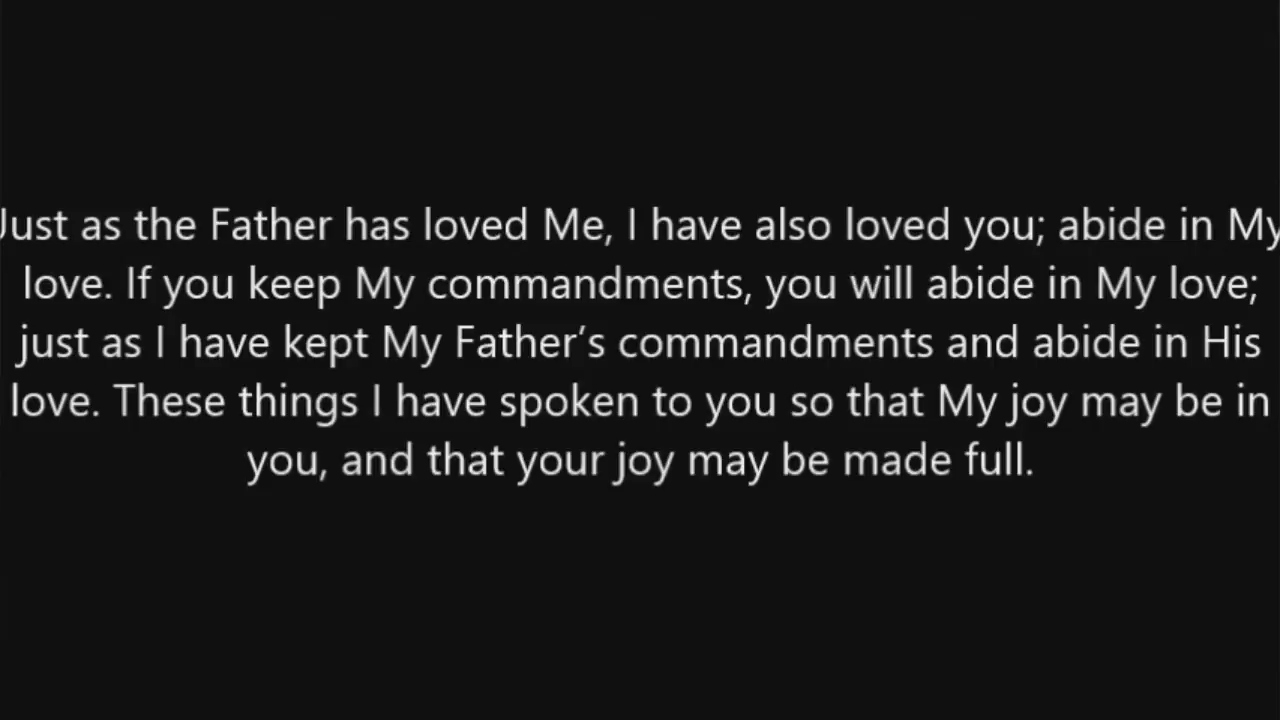 Just as the Father has loved Me, I have also loved you; abide in My
love. If you keep My commandments, you will abide in My love;
just as I have kept My Father’s commandments and abide in His
love. These things I have spoken to you so that My joy may be in
you, and that your joy may be made full.